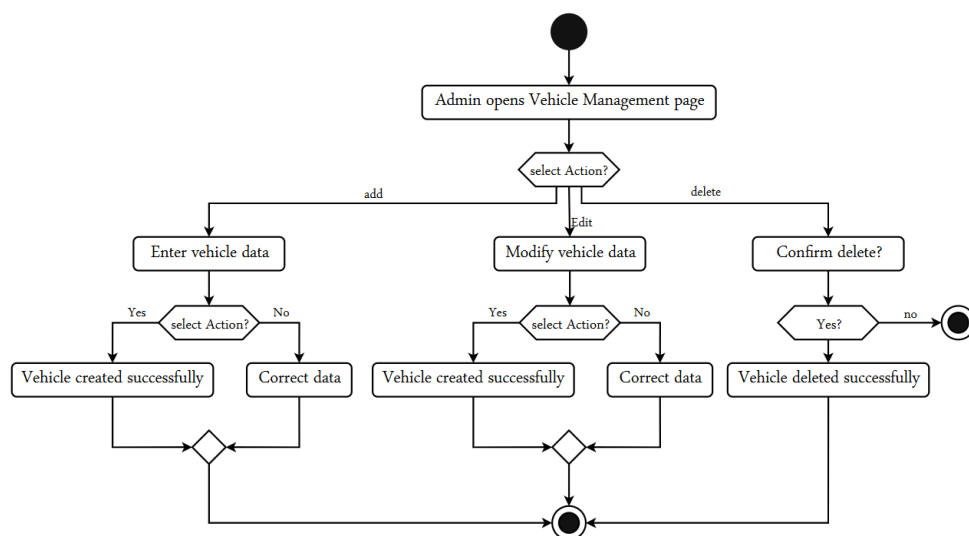 Admin opens Vehicle Management page
select Action?
add
delete
Edit
Enter vehicle data
Modify vehicle data
Confirm delete?
Yes
select Action?
No
Yes
select Action?
No
Yes?
no
Vehicle created successfully
Correct data
Vehicle created successfully
Correct data
Vehicle deleted successfully